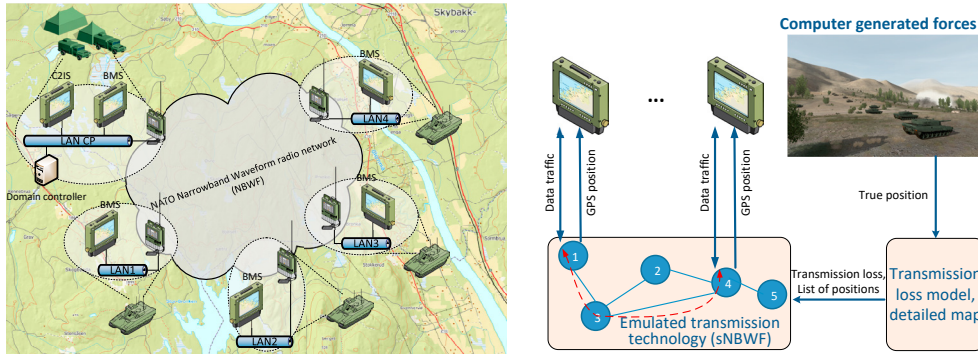 Skybakk-
C2IS
BMS
BMS
LAN4
LAN CP
Domain controller
NATO Narrowband Waveform radio network
(NBWF)
BMS
LAN1
BMS
LAN3
BMS
LAN2
Computer generated forces
...
Data traffic
GPS position
Data traffic
GPS position
True position
1
2
3
4
5
Emulated transmission
technology (sNBWF)
Transmission loss,
List of positions
Transmission
loss model,
detailed map